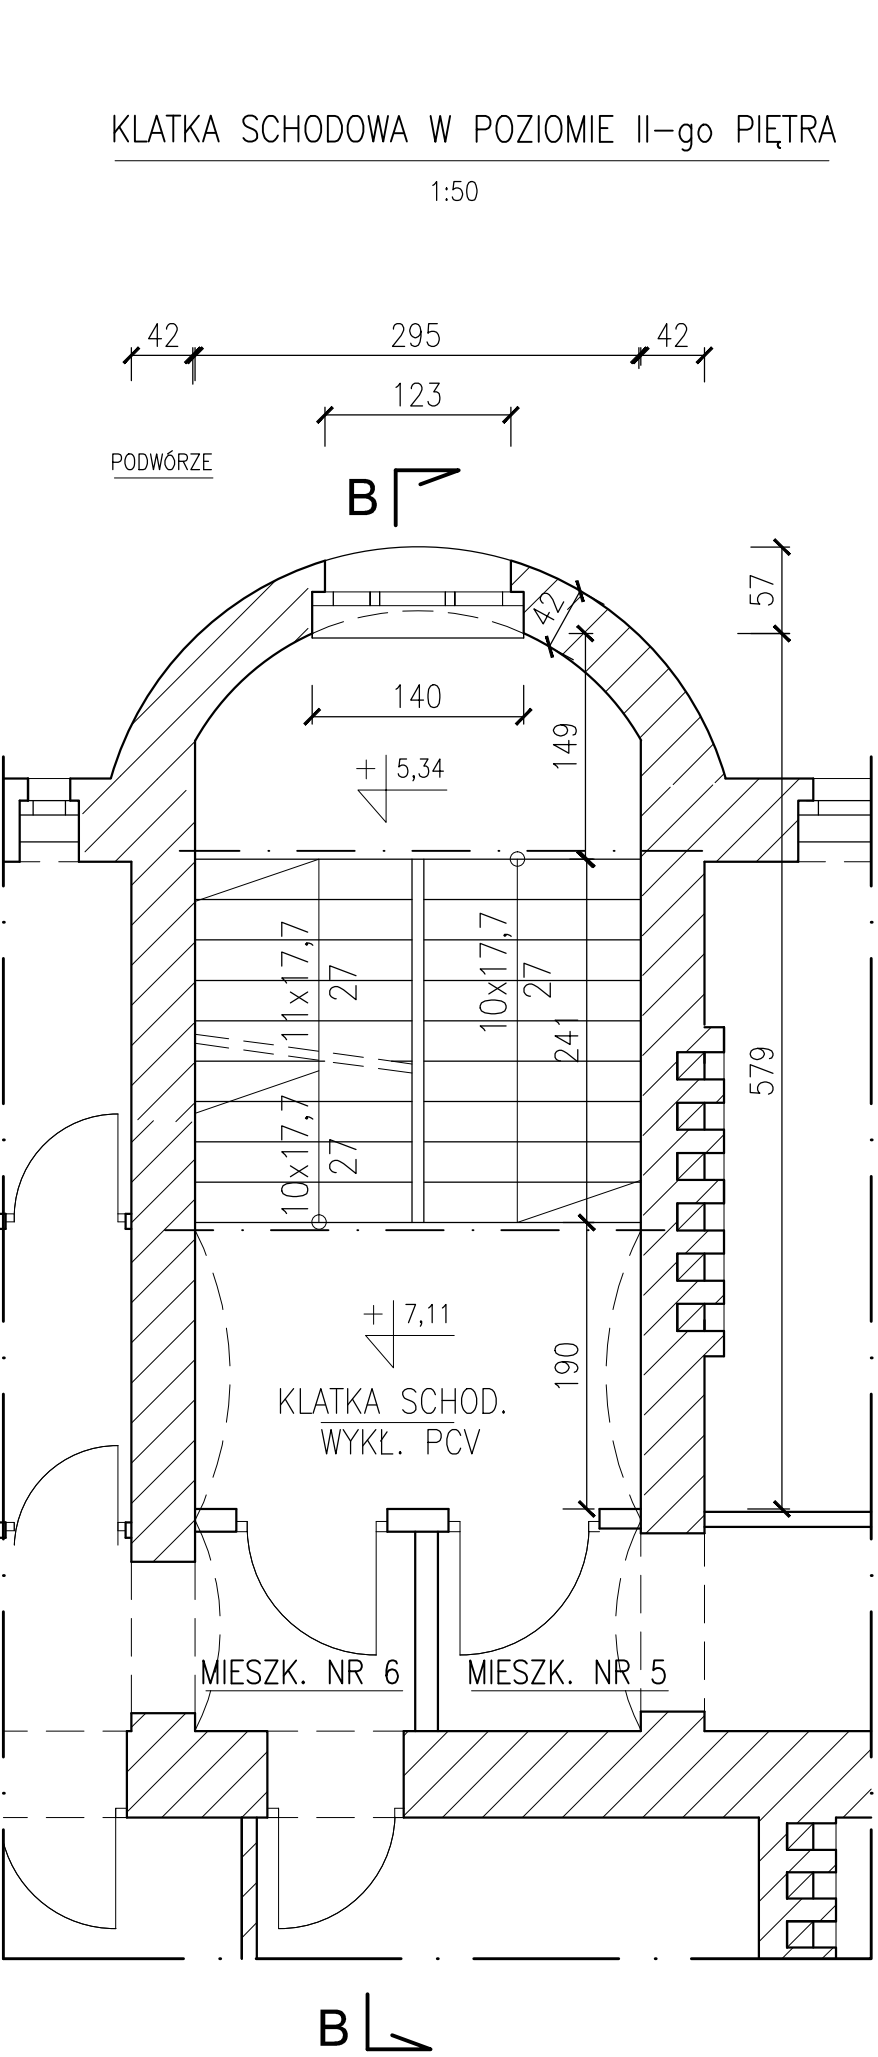 KLATKA SCHODOWA W POZIOMIE II-go PIĘTRA
1:50
42
295
42
123
PODWÓRZE
B
57
42
140
149
+ 5,34
11x17,7
27
10x17,7
27
241
579
10x17,7
27
+ 7,11
190
KLATKA SCHOD.
WYKŁ. PCV
MIESZK. NR 6
MIESZK. NR 5
B